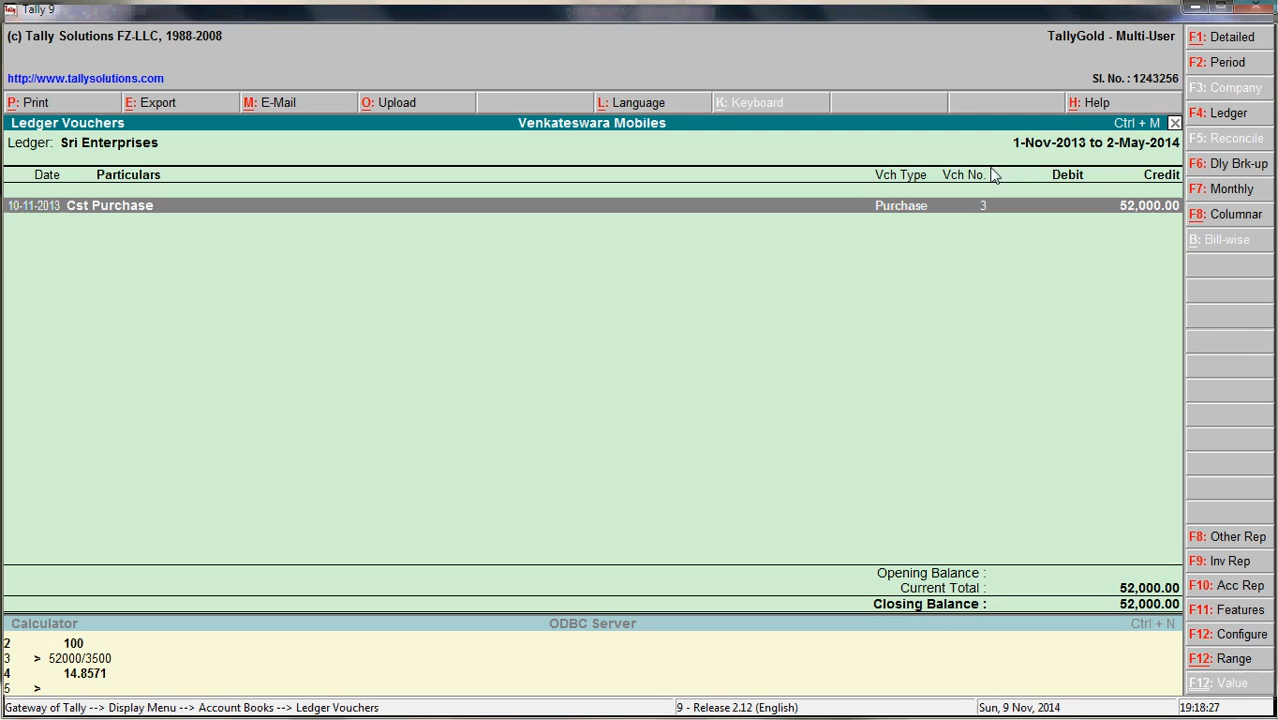 Tally 9
(c) Tally Solutions FZ-LLC, 1988-2008 TallyGold - Multi-User
http://www.tallysolutions.com Sl. No. : 1243256
P: Print E: Export M: E-Mail O: Upload L: Language K: Keyboard H: Help
Ledger Vouchers Venkateswara Mobiles Ctrl + M
Ledger: Sri Enterprises 1-Nov-2013 to 2-May-2014
Date Particulars Vch Type Vch No. Debit Credit
10-11-2013 Cst Purchase Purchase 3 52,000.00
Opening Balance :
Current Total : 52,000.00
Closing Balance : 52,000.00
Calculator ODBC Server Ctrl + N
2 100
3 > 52000/3500
4 14.8571
5 >
Gateway of Tally --> Display Menu --> Account Books --> Ledger Vouchers 9 - Release 2.12 (English) Sun, 9 Nov, 2014 19:18:27
F1: Detailed
F2: Period
F3: Company
F4: Ledger
F5: Reconcile
F6: Dly Brk-up
F7: Monthly
F8: Columnar
B: Bill-wise
F8: Other Rep
F9: Inv Rep
F10: Acc Rep
F11: Features
F12: Configure
F12: Range
F12: Value